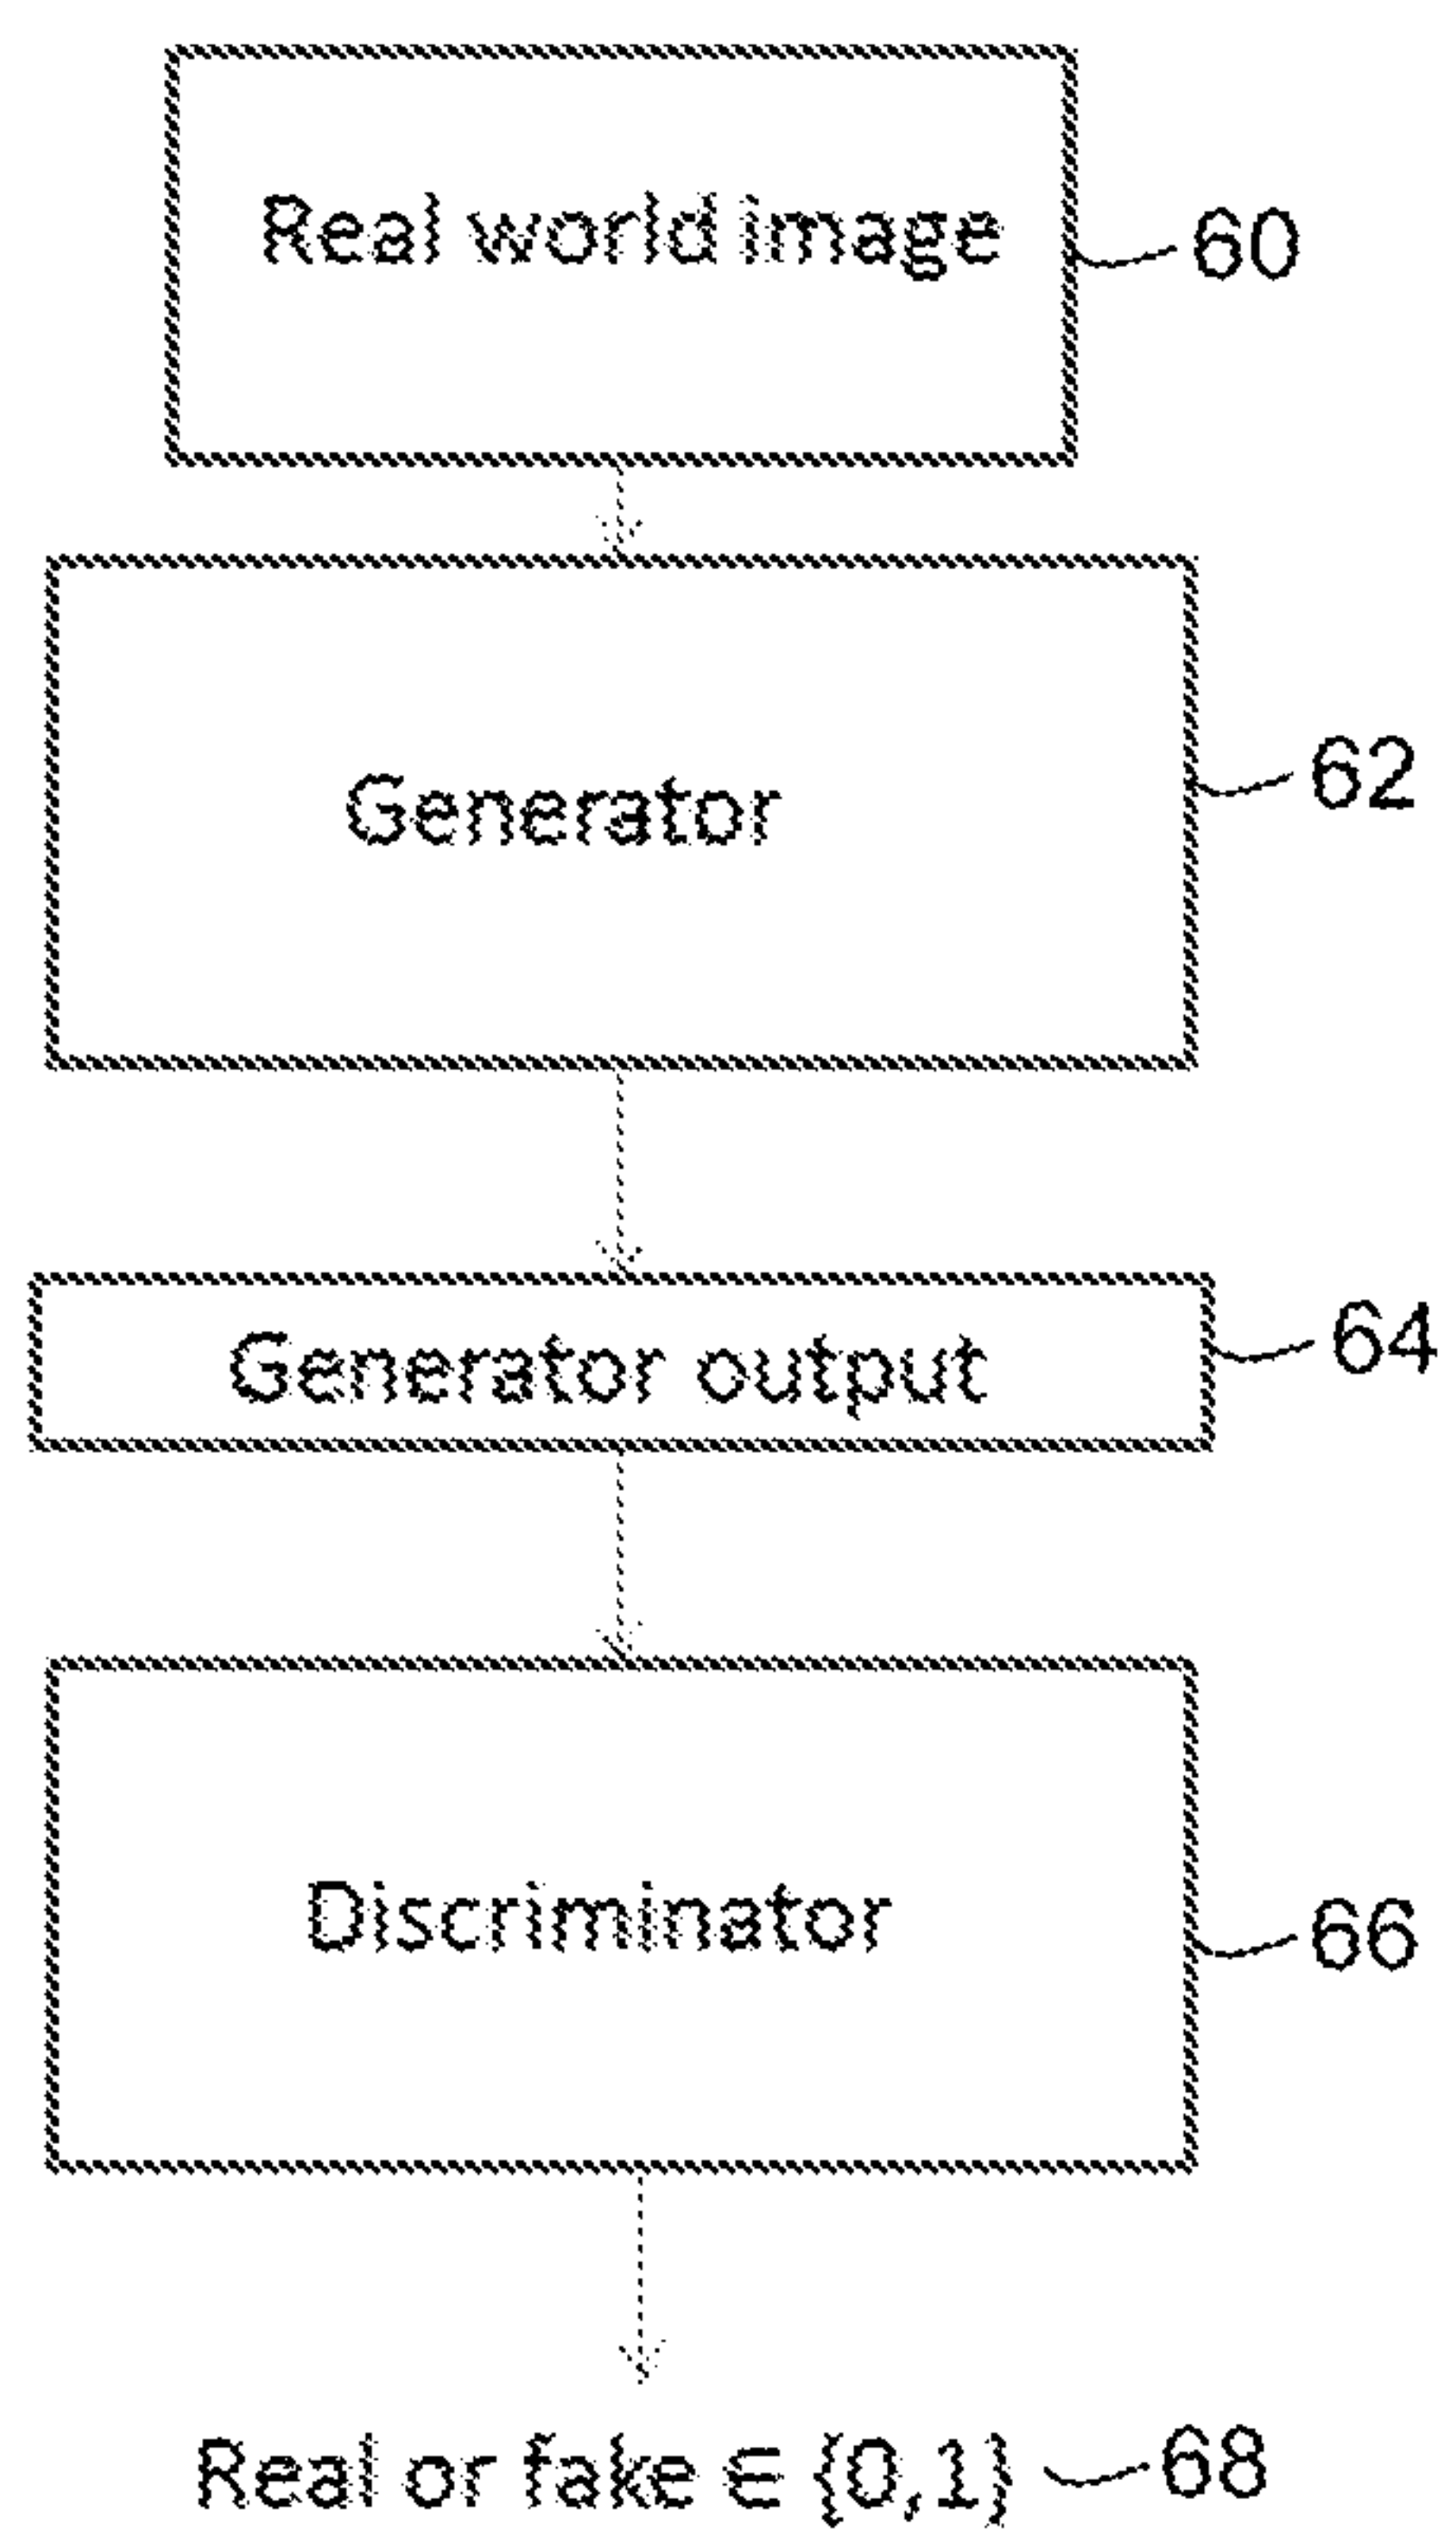 Real world image
60
Generator
62
Generator output
64
Discriminator
66
Real or fake ∈ {0,1}
68